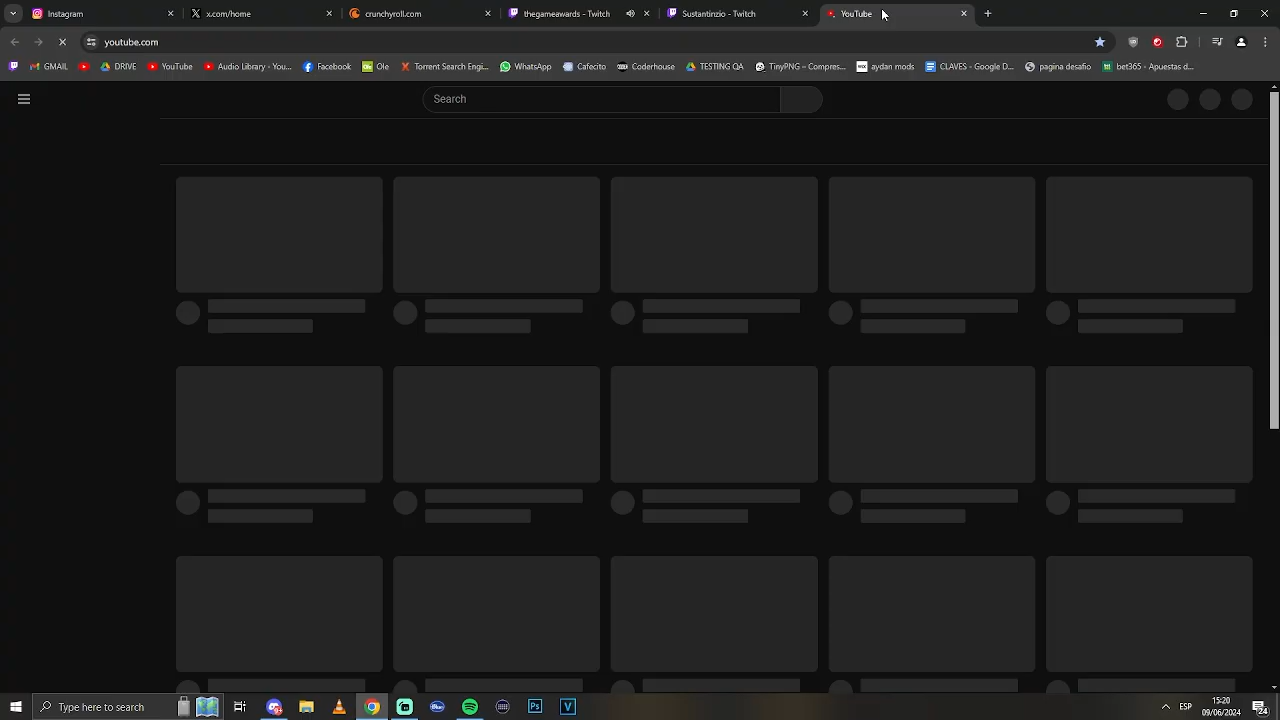 Instagram
x.com/home
crunchyroll.com
thegameawards - Twitch
Sustantinzio - Twitch
YouTube
youtube.com
GMAIL
DRIVE
YouTube
Audio Library - You...
Facebook
Ole
Torrent Search Engi...
WhatsApp
Cafecito
Coderhouse
TESTING QA
TinyPNG – Compres...
WIX
aydan mods
CLAVES - Google D...
pagina desafio
bet365 - Apuestas d...
Search
Type here to search
ESP
15:20
09/06/2024